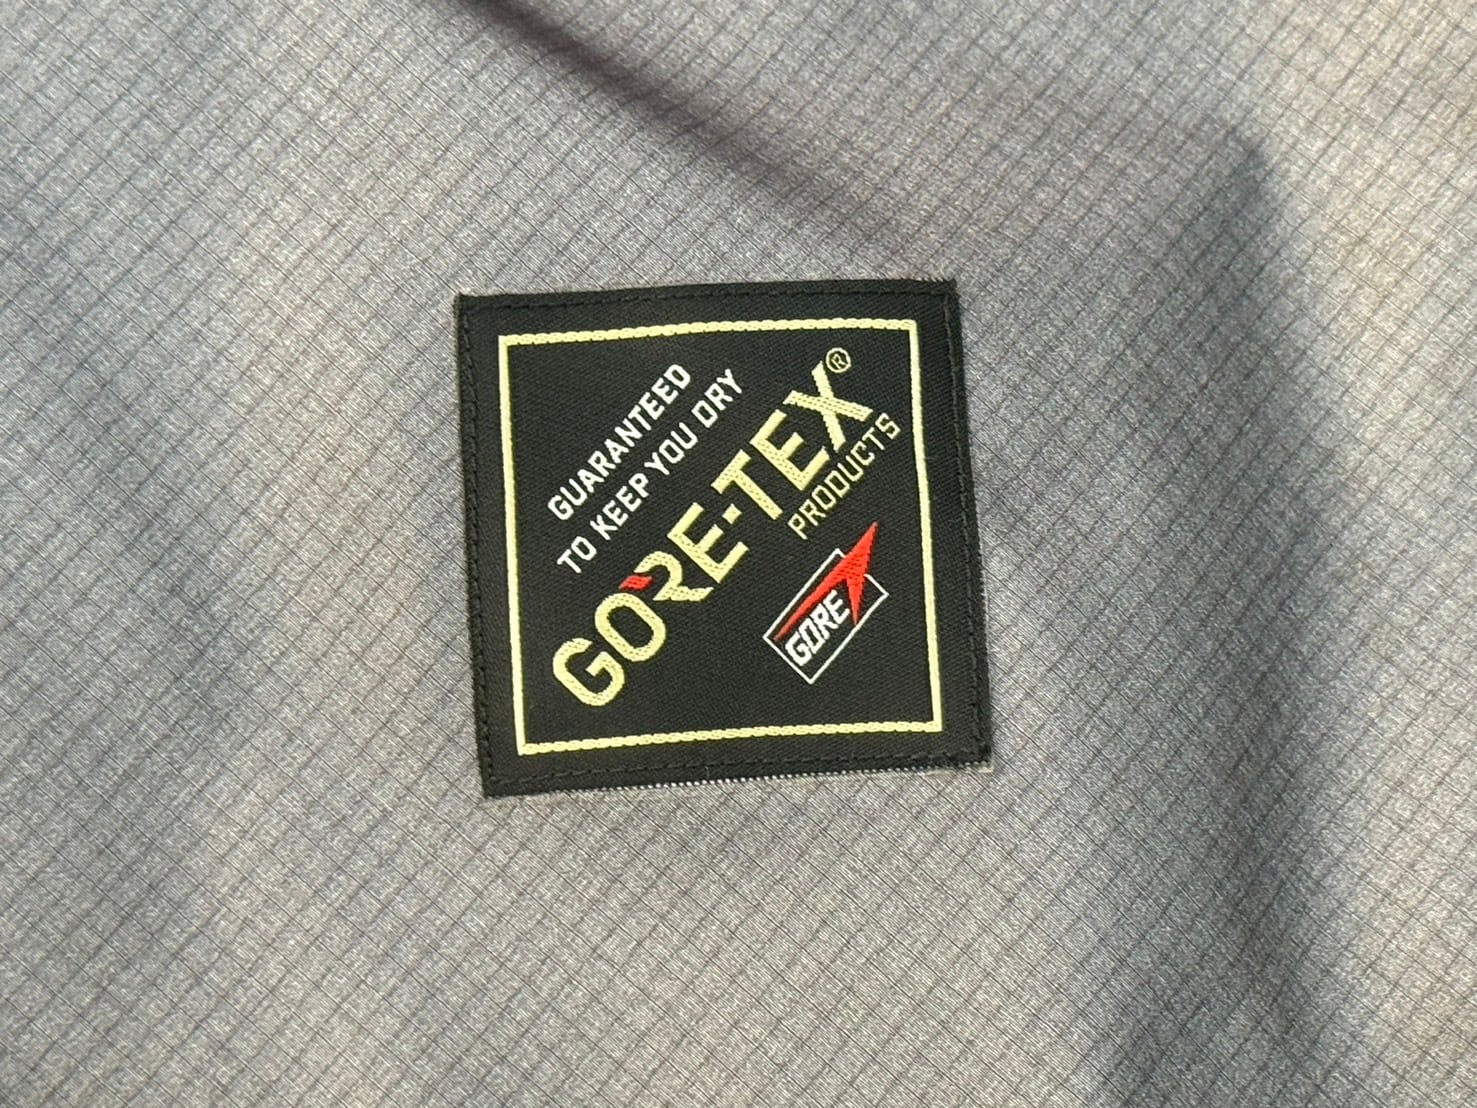 GUARANTEED
TO KEEP YOU DRY
GORE-TEX®
PRODUCTS
GORE